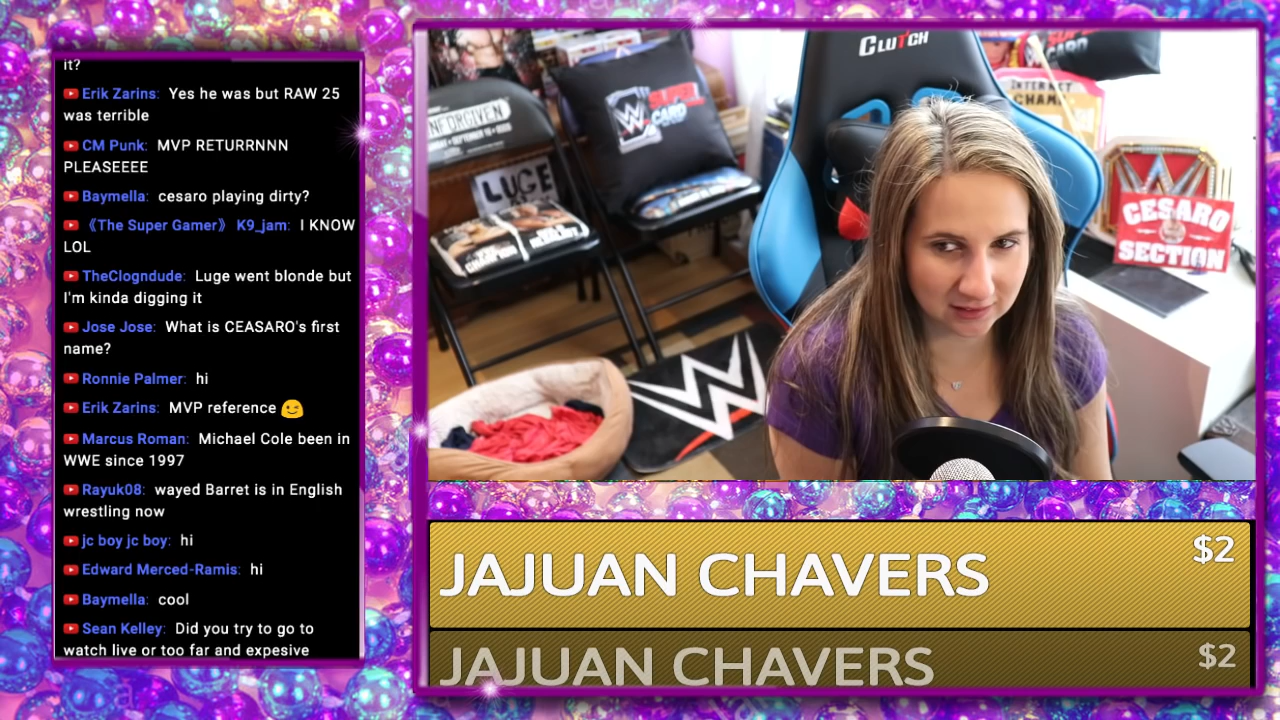 it?
Erik Zarins: Yes he was but RAW 25
was terrible
CM Punk: MVP RETURRNNN
PLEASEEEE
Baymella: cesaro playing dirty?
《The Super Gamer》 K9_jam: I KNOW
LOL
TheClogndude: Luge went blonde but
I'm kinda digging it
Jose Jose: What is CEASARO's first
name?
Ronnie Palmer: hi
Erik Zarins: MVP reference 😉
Marcus Roman: Michael Cole been in
WWE since 1997
Rayuk08: wayed Barret is in English
wrestling now
jc boy jc boy: hi
Edward Merced-Ramis: hi
Baymella: cool
Sean Kelley: Did you try to go to
watch live or too far and expesive
CLUTCH
NFORGIVEN
SUPER
CARD
CARD
INTERNET
CHAM
LUGE
CESARO
SECTION
JAJUAN CHAVERS
$2
JAJUAN CHAVERS
$2